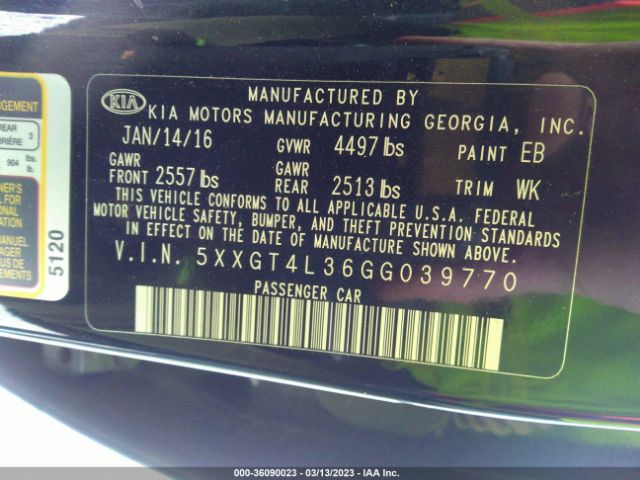 ARGEMENT
REAR 3
904 lbs.
5120
KIA
MANUFACTURED BY
KIA MOTORS MANUFACTURING GEORGIA, INC.
JAN/14/16 GVWR 4497 lbs PAINT EB
GAWR FRONT 2557 lbs GAWR REAR 2513 lbs TRIM WK
THIS VEHICLE CONFORMS TO ALL APPLICABLE U.S.A. FEDERAL
MOTOR VEHICLE SAFETY, BUMPER, AND THEFT PREVENTION STANDARDS
IN EFFECT ON THE DATE OF MANUFACTURE SHOWN ABOVE.
V.I.N. 5XXGT4L36GG039770
PASSENGER CAR
000-36090023 - 03/13/2023 - IAA Inc.